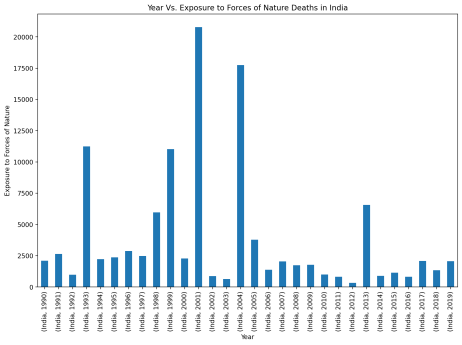 Year Vs. Exposure to Forces of Nature Deaths in India
Exposure to Forces of Nature
20000
17500
15000
12500
10000
7500
5000
2500
0
(India, 1990)
(India, 1991)
(India, 1992)
(India, 1993)
(India, 1994)
(India, 1995)
(India, 1996)
(India, 1997)
(India, 1998)
(India, 1999)
(India, 2000)
(India, 2001)
(India, 2002)
(India, 2003)
(India, 2004)
(India, 2005)
(India, 2006)
(India, 2007)
(India, 2008)
(India, 2009)
(India, 2010)
(India, 2011)
(India, 2012)
(India, 2013)
(India, 2014)
(India, 2015)
(India, 2016)
(India, 2017)
(India, 2018)
(India, 2019)
Year